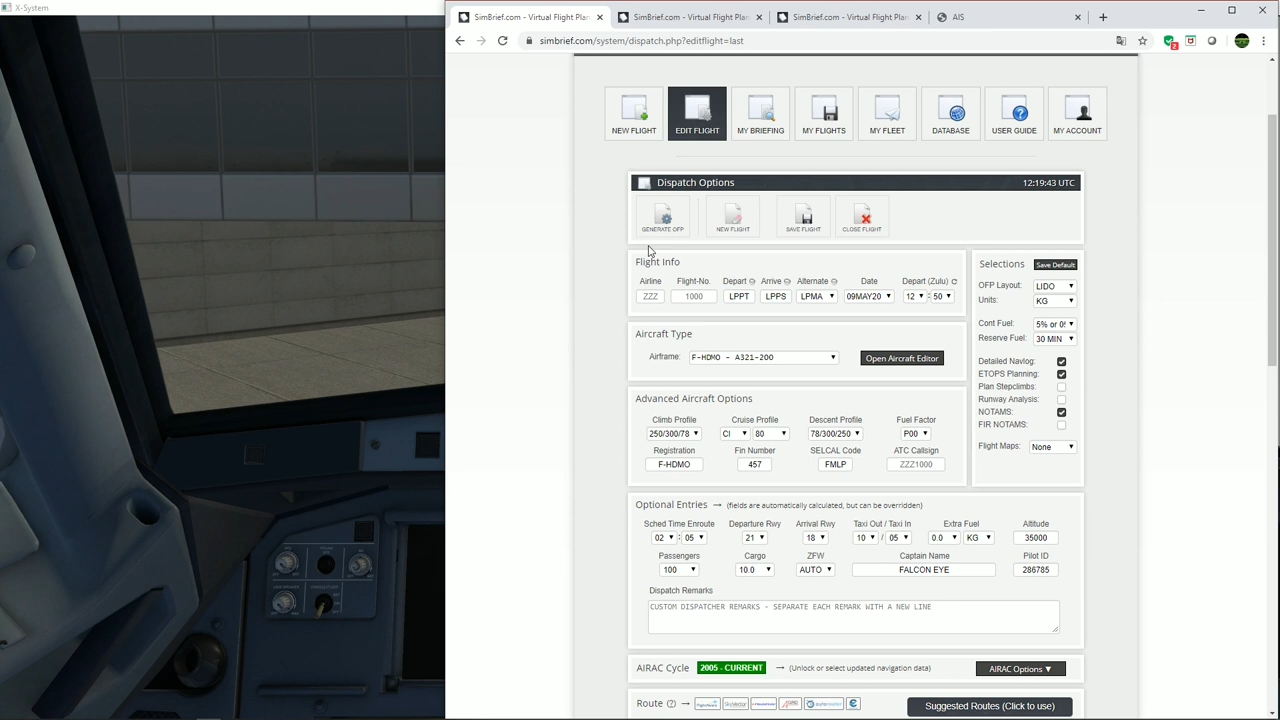 X-System
SimBrief.com - Virtual Flight Plan
SimBrief.com - Virtual Flight Plan
SimBrief.com - Virtual Flight Plan
AIS
simbrief.com/system/dispatch.php?editflight=last
2
NEW FLIGHT
EDIT FLIGHT
MY BRIEFING
MY FLIGHTS
MY FLEET
DATABASE
USER GUIDE
MY ACCOUNT
Dispatch Options 12:19:43 UTC
GENERATE OFP NEW FLIGHT SAVE FLIGHT CLOSE FLIGHT
Flight Info
Airline Flight-No. Depart Arrive Alternate Date Depart (Zulu)
ZZZ 1000 LPPT LPPS LPMA 09MAY20 12 : 50
Aircraft Type
Airframe: F-HDMO - A321-200 Open Aircraft Editor
Advanced Aircraft Options
Climb Profile Cruise Profile Descent Profile Fuel Factor
250/300/78 CI 80 78/300/250 P00
Registration Fin Number SELCAL Code ATC Callsign
F-HDMO 457 FMLP ZZZ1000
Selections Save Default
OFP Layout: LIDO
Units: KG
Cont Fuel: 5% or 0!
Reserve Fuel: 30 MIN
Detailed Navlog:
ETOPS Planning:
Plan Stepclimbs:
Runway Analysis:
NOTAMS:
FIR NOTAMS:
Flight Maps: None
Optional Entries → (fields are automatically calculated, but can be overridden)
Sched Time Enroute Departure Rwy Arrival Rwy Taxi Out / Taxi In Extra Fuel Altitude
02 : 05 21 18 10 / 05 0.0 KG 35000
Passengers Cargo ZFW Captain Name Pilot ID
100 10.0 AUTO FALCON EYE 286785
Dispatch Remarks
CUSTOM DISPATCHER REMARKS - SEPARATE EACH REMARK WITH A NEW LINE
AIRAC Cycle 2005 - CURRENT → (Unlock or select updated navigation data) AIRAC Options ▼
Route (?) → SkyVector Suggested Routes (Click to use)